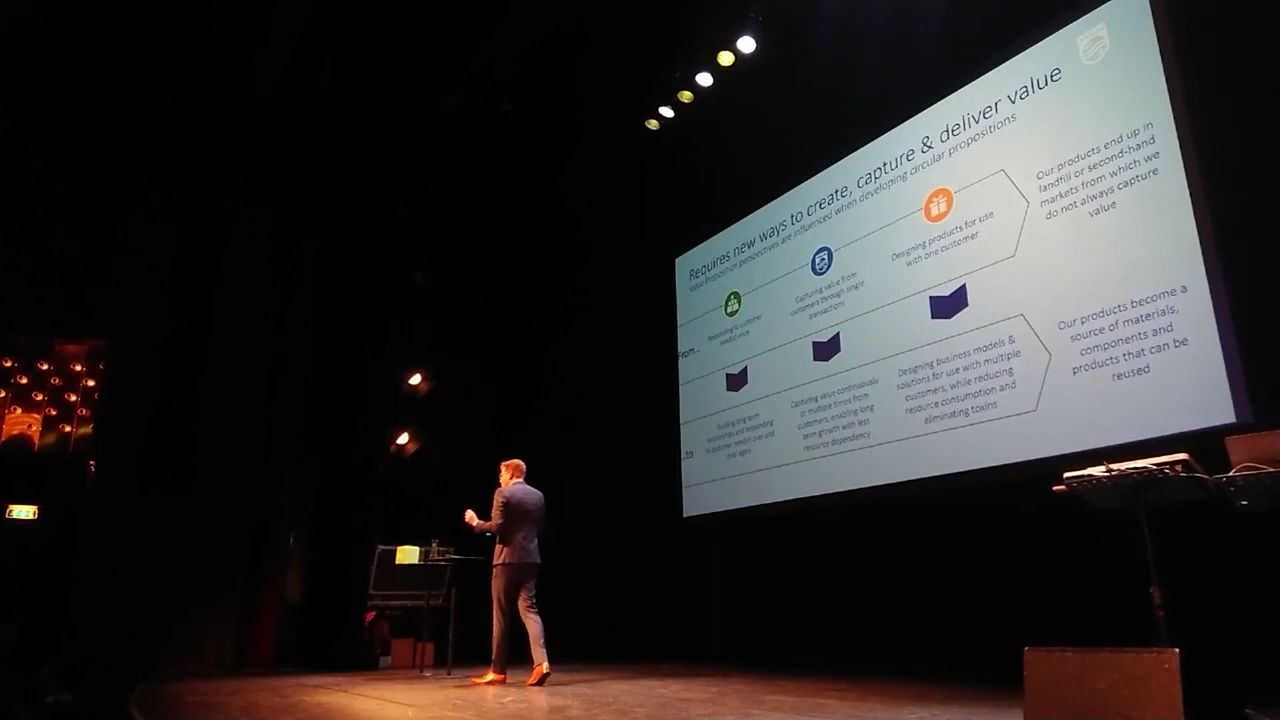 Requires new ways to create, capture & deliver value
Value Proposition perspectives are influenced when developing circular propositions
From...
Responding to customer
need(s) once
Capturing value from
customers through single
transactions
Designing products for use
with one customer
Our products end up in
landfill or second-hand
markets from which we
do not always capture
value
...to
Building long term
relationships and responding
to customer need(s) over and
over again
Capturing value continuously
or multiple times from
customers, enabling long
term growth with less
resource dependency
Designing business models &
solutions for use with multiple
customers, while reducing
resource consumption and
eliminating toxins
Our products become a
source of materials,
components and
products that can be
reused